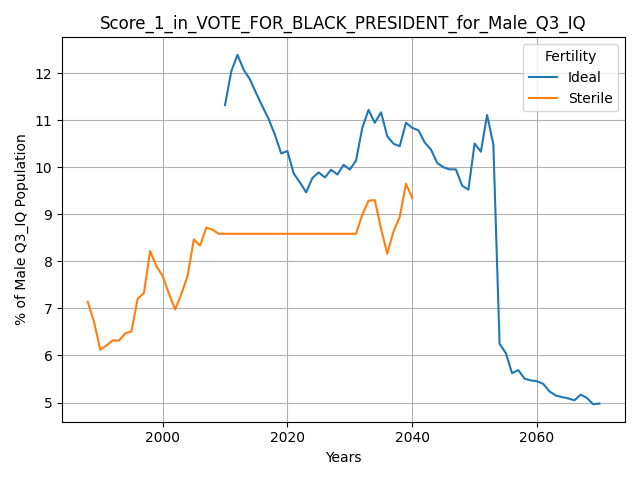 Score_1_in_VOTE_FOR_BLACK_PRESIDENT_for_Male_Q3_IQ
Fertility
Ideal
Sterile
% of Male Q3_IQ Population
12
11
10
9
8
7
6
5
2000 2020 2040 2060
Years